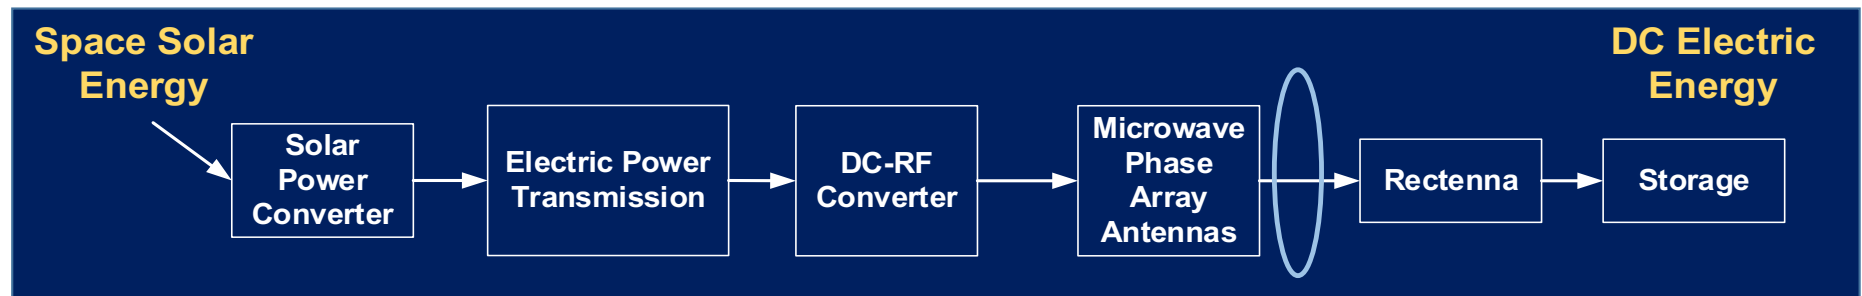 Space Solar
Energy
Solar
Power
Converter
Electric Power
Transmission
DC-RF
Converter
Microwave
Phase
Array
Antennas
Rectenna
Storage
DC Electric
Energy